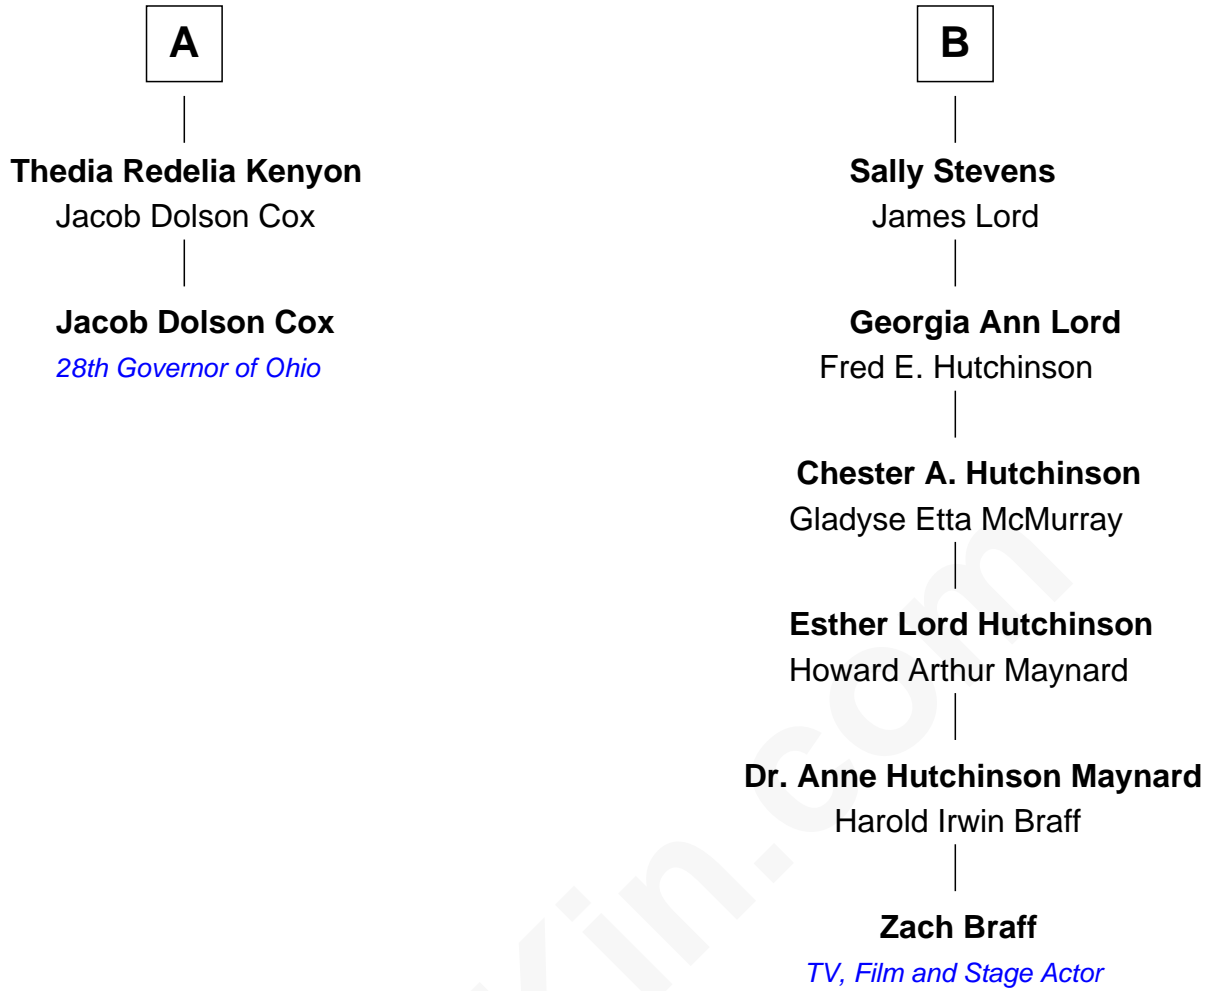 A
Thedia Redelia Kenyon
Jacob Dolson Cox
Jacob Dolson Cox
28th Governor of Ohio
B
Sally Stevens
James Lord
Georgia Ann Lord
Fred E. Hutchinson
Chester A. Hutchinson
Gladyse Etta McMurray
Esther Lord Hutchinson
Howard Arthur Maynard
Dr. Anne Hutchinson Maynard
Harold Irwin Braff
Zach Braff
TV, Film and Stage Actor
Kin.com